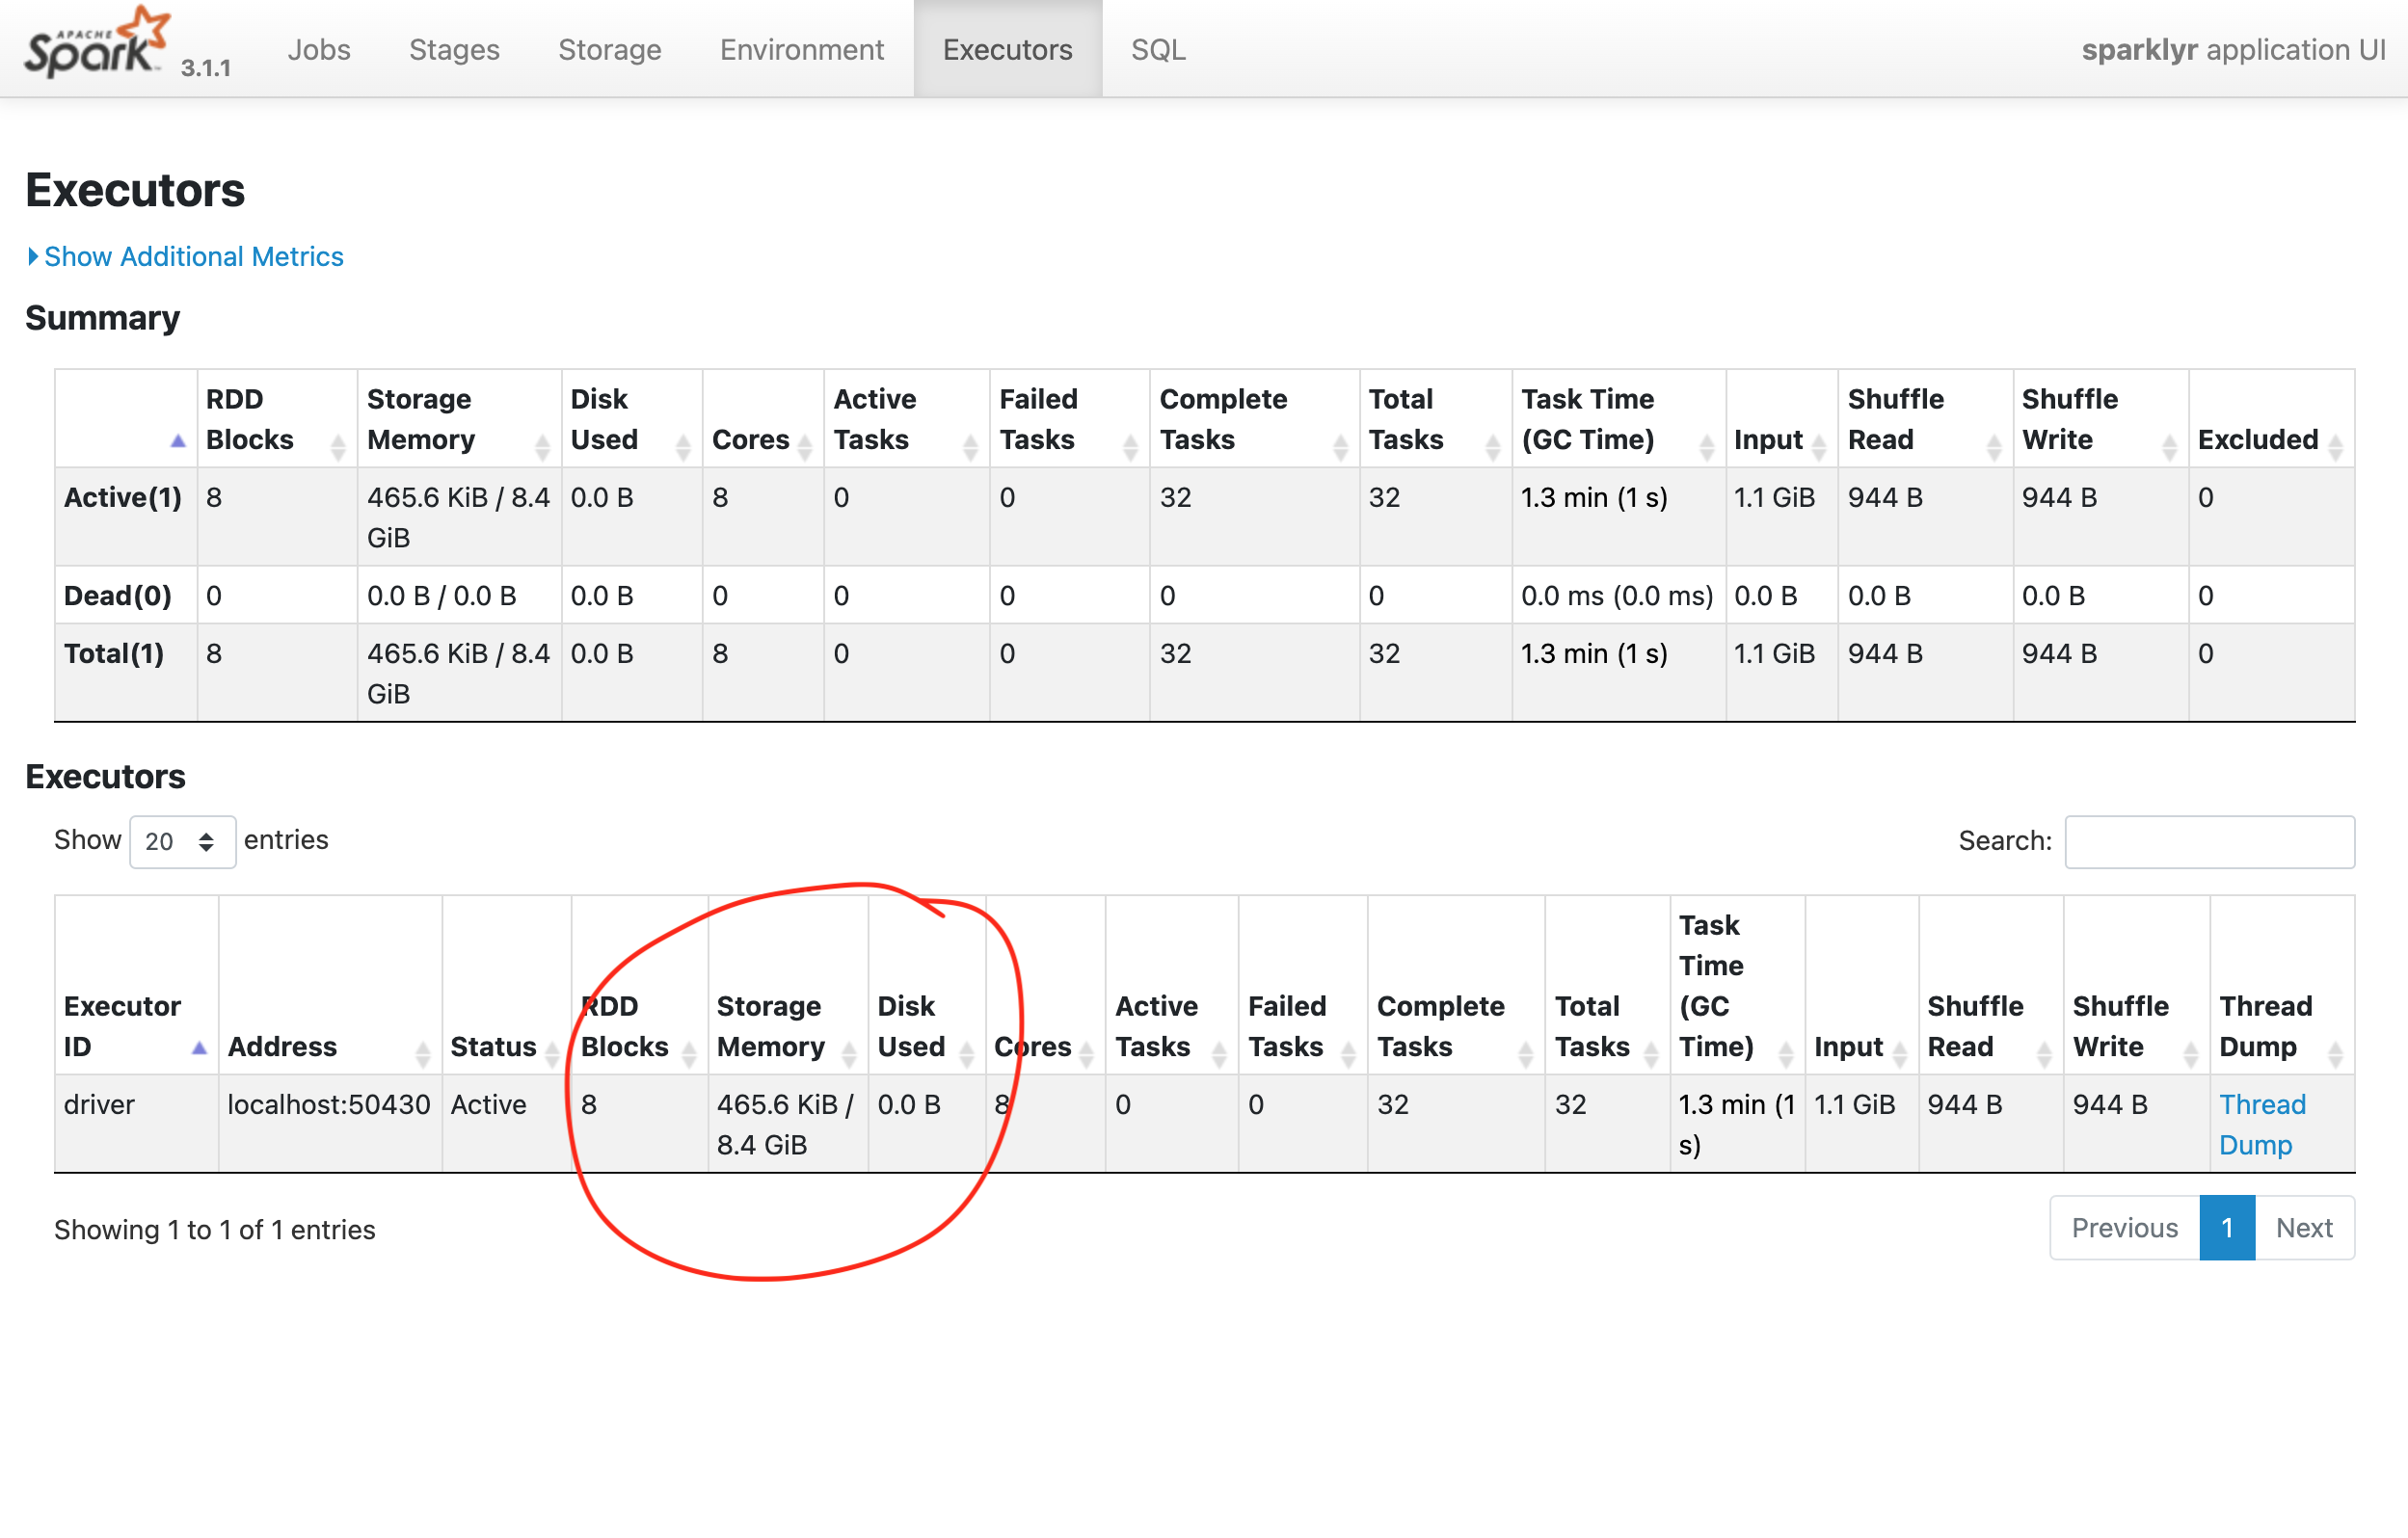 APACHE
Spark 3.1.1 Jobs Stages Storage Environment Executors SQL sparklyr application UI
Executors
Show Additional Metrics
Summary
RDD Blocks Storage Memory Disk Used Cores Active Tasks Failed Tasks Complete Tasks Total Tasks Task Time (GC Time) Input Shuffle Read Shuffle Write Excluded
Active(1) 8 465.6 KiB / 8.4 GiB 0.0 B 8 0 0 32 32 1.3 min (1 s) 1.1 GiB 944 B 944 B 0
Dead(0) 0 0.0 B / 0.0 B 0.0 B 0 0 0 0 0 0.0 ms (0.0 ms) 0.0 B 0.0 B 0.0 B 0
Total(1) 8 465.6 KiB / 8.4 GiB 0.0 B 8 0 0 32 32 1.3 min (1 s) 1.1 GiB 944 B 944 B 0
Executors
Show 20 entries Search:
Executor ID Address Status RDD Blocks Storage Memory Disk Used Cores Active Tasks Failed Tasks Complete Tasks Total Tasks Task Time (GC Time) Input Shuffle Read Shuffle Write Thread Dump
driver localhost:50430 Active 8 465.6 KiB / 8.4 GiB 0.0 B 8 0 0 32 32 1.3 min (1 s) 1.1 GiB 944 B 944 B Thread Dump
Showing 1 to 1 of 1 entries Previous 1 Next